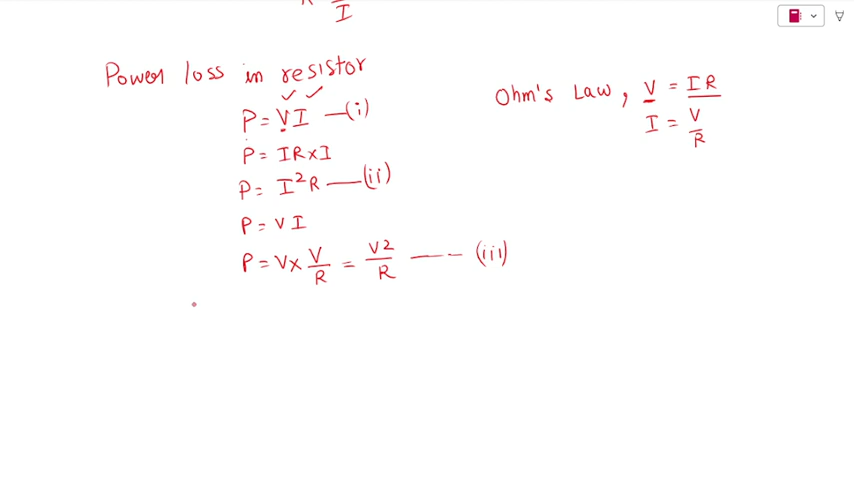 R = V/I
Power loss in resistor
P = VI —(i)
P = IR×I
P = I²R —(ii)
P = VI
P = V× V/R = V2/R —— (iii)
Ohm's Law, V = IR
I = V/R